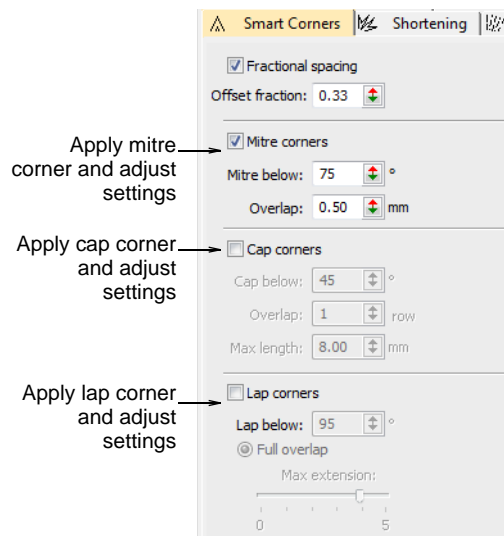 Smart Corners Shortening
Fractional spacing
Offset fraction: 0.33
Apply mitre
corner and adjust
settings
Mitre corners
Mitre below: 75 °
Overlap: 0.50 mm
Apply cap corner
and adjust
settings
Cap corners
Cap below: 45 °
Overlap: 1 row
Max length: 8.00 mm
Apply lap corner
and adjust
settings
Lap corners
Lap below: 95 °
Full overlap
Max extension:
0 5